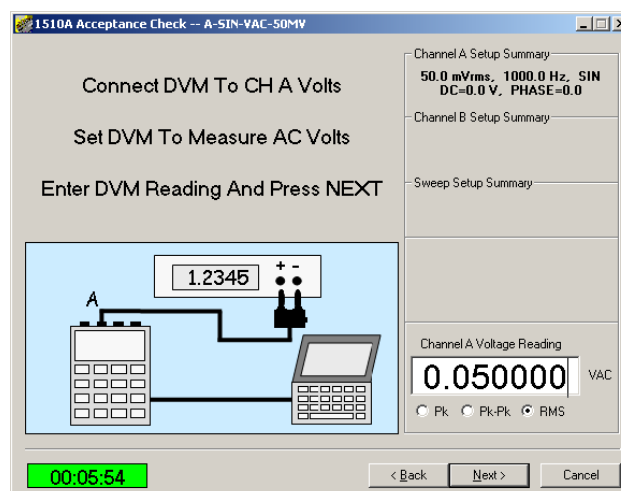 1510A Acceptance Check -- A-SIN-VAC-50MV
Connect DVM To CH A Volts
Set DVM To Measure AC Volts
Enter DVM Reading And Press NEXT
Channel A Setup Summary
50.0 mVrms, 1000.0 Hz, SIN
DC=0.0 V, PHASE=0.0
Channel B Setup Summary
Sweep Setup Summary
1.2345
+ -
A
Channel A Voltage Reading
0.050000 VAC
Pk Pk-Pk RMS
00:05:54
< Back Next > Cancel